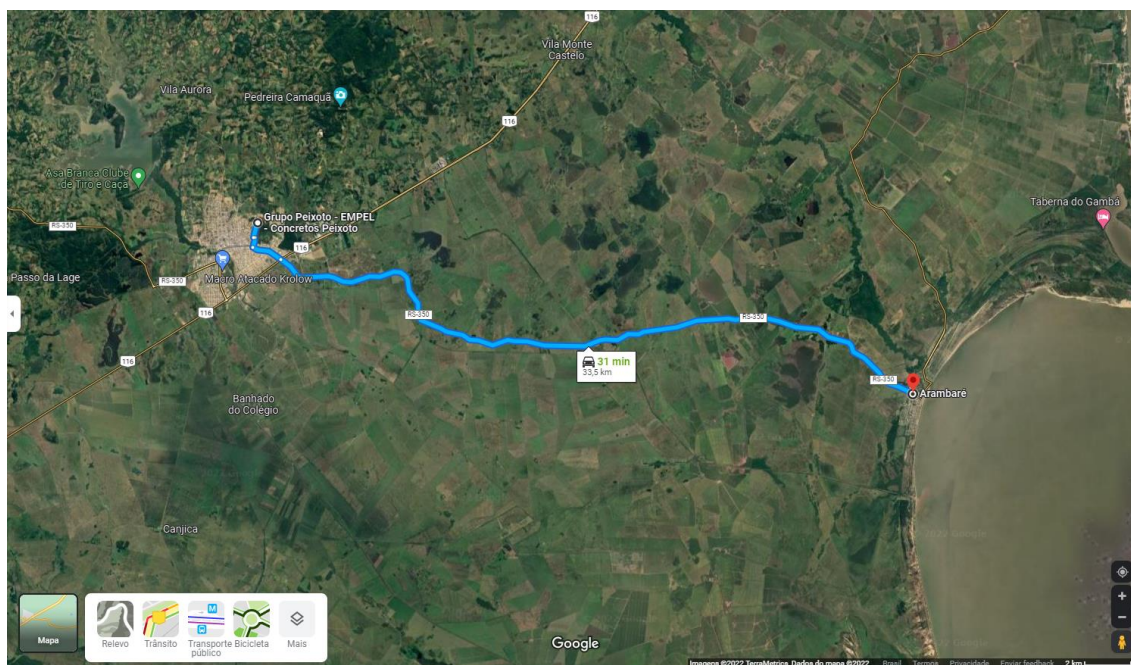 116
Vila Monte
Castelo
Vila Aurora
Pedreira Camaquã
116
Asa Branca Clube
de Tiro e Caça
Taberna do Gambá
Grupo Peixoto - EMPEL
- Concretos Peixoto
RS-350
116
Passo da Lage
RS-350
Macro Atacado Krolow
116
RS-350
RS-350
31 min
33,5 km
116
RS-350
Arambaré
Banhado
do Colégio
Canjica
Mapa
Relevo
Trânsito
Transporte
público
Bicicleta
Mais
Google
Imagens ©2022 TerraMetrics, Dados do mapa ©2022
Brasil
Termos
Privacidade
Enviar feedback
2 km